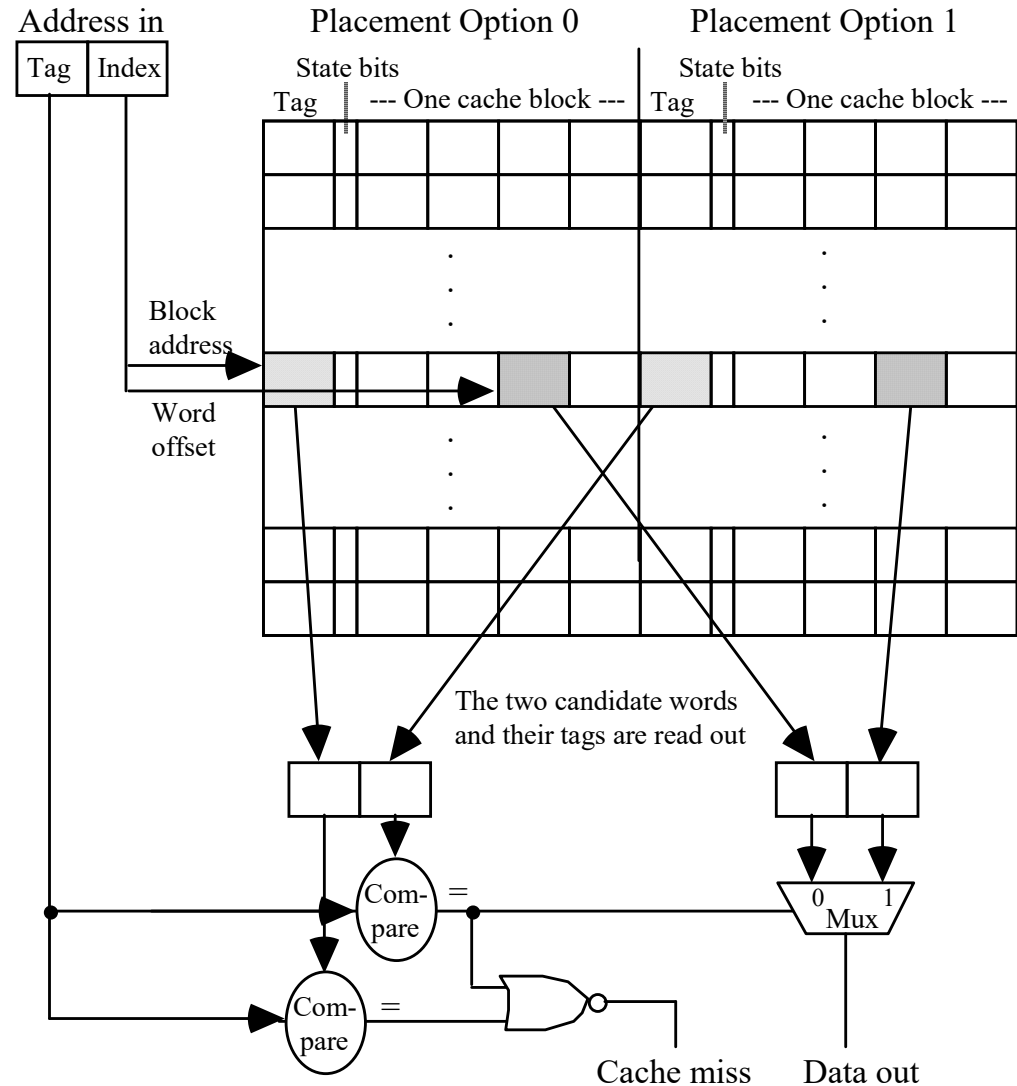 Address in
Placement Option 0
Placement Option 1
Tag
Index
State bits
State bits
Tag
--- One cache block ---
Tag
--- One cache block ---
.
.
.
.
.
.
Block
address
Word
offset
.
.
.
.
.
.
The two candidate words
and their tags are read out
Com-
pare
=
0
1
Mux
Com-
pare
=
Cache miss
Data out